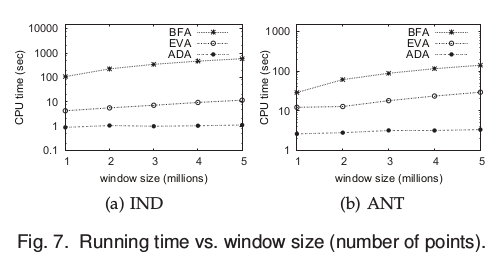 10000
1000
100
10
1
0.1
CPU time (sec)
BFA
EVA
ADA
1 2 3 4 5
window size (millions)
(a) IND
1000
100
10
1
CPU time (sec)
BFA
EVA
ADA
1 2 3 4 5
window size (millions)
(b) ANT
Fig. 7. Running time vs. window size (number of points).